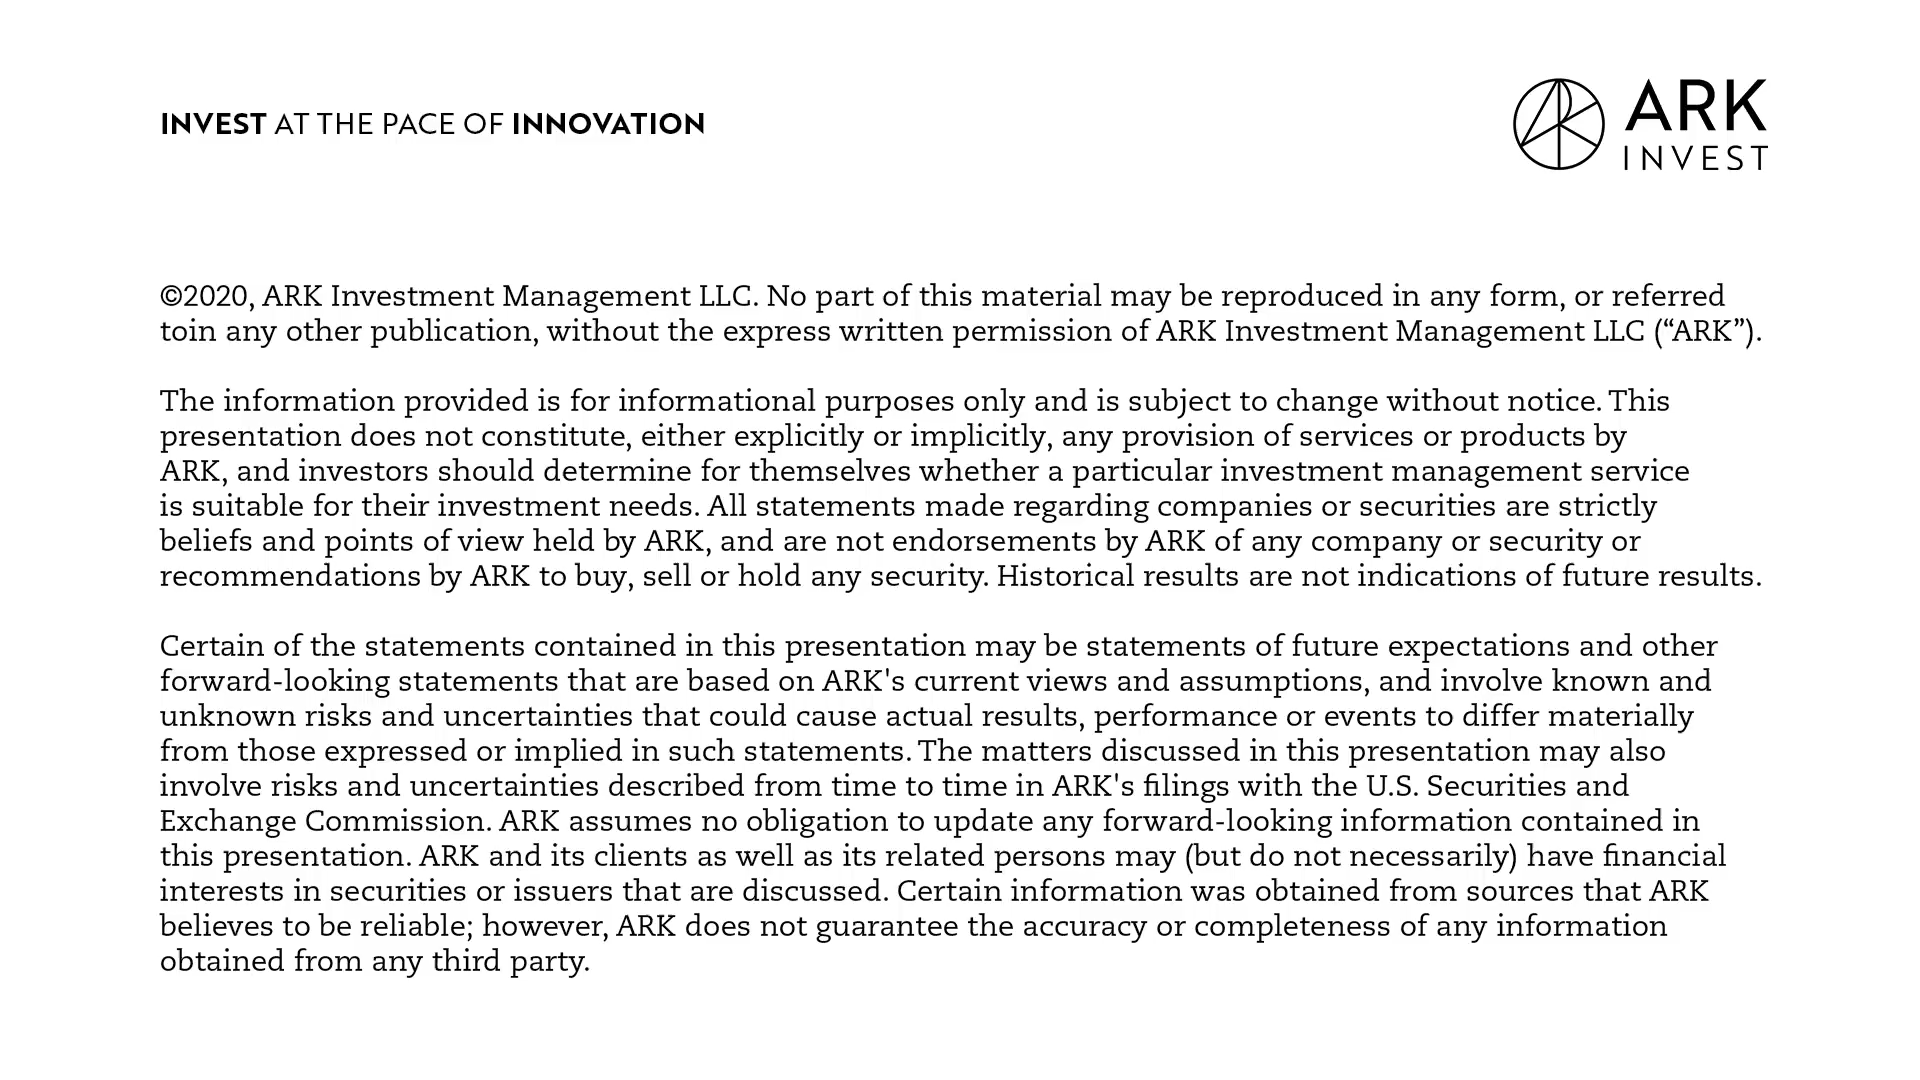 INVEST AT THE PACE OF INNOVATION
ARK
INVEST
©2020, ARK Investment Management LLC. No part of this material may be reproduced in any form, or referred
toin any other publication, without the express written permission of ARK Investment Management LLC (“ARK”).
The information provided is for informational purposes only and is subject to change without notice. This
presentation does not constitute, either explicitly or implicitly, any provision of services or products by
ARK, and investors should determine for themselves whether a particular investment management service
is suitable for their investment needs. All statements made regarding companies or securities are strictly
beliefs and points of view held by ARK, and are not endorsements by ARK of any company or security or
recommendations by ARK to buy, sell or hold any security. Historical results are not indications of future results.
Certain of the statements contained in this presentation may be statements of future expectations and other
forward-looking statements that are based on ARK's current views and assumptions, and involve known and
unknown risks and uncertainties that could cause actual results, performance or events to differ materially
from those expressed or implied in such statements. The matters discussed in this presentation may also
involve risks and uncertainties described from time to time in ARK's filings with the U.S. Securities and
Exchange Commission. ARK assumes no obligation to update any forward-looking information contained in
this presentation. ARK and its clients as well as its related persons may (but do not necessarily) have financial
interests in securities or issuers that are discussed. Certain information was obtained from sources that ARK
believes to be reliable; however, ARK does not guarantee the accuracy or completeness of any information
obtained from any third party.